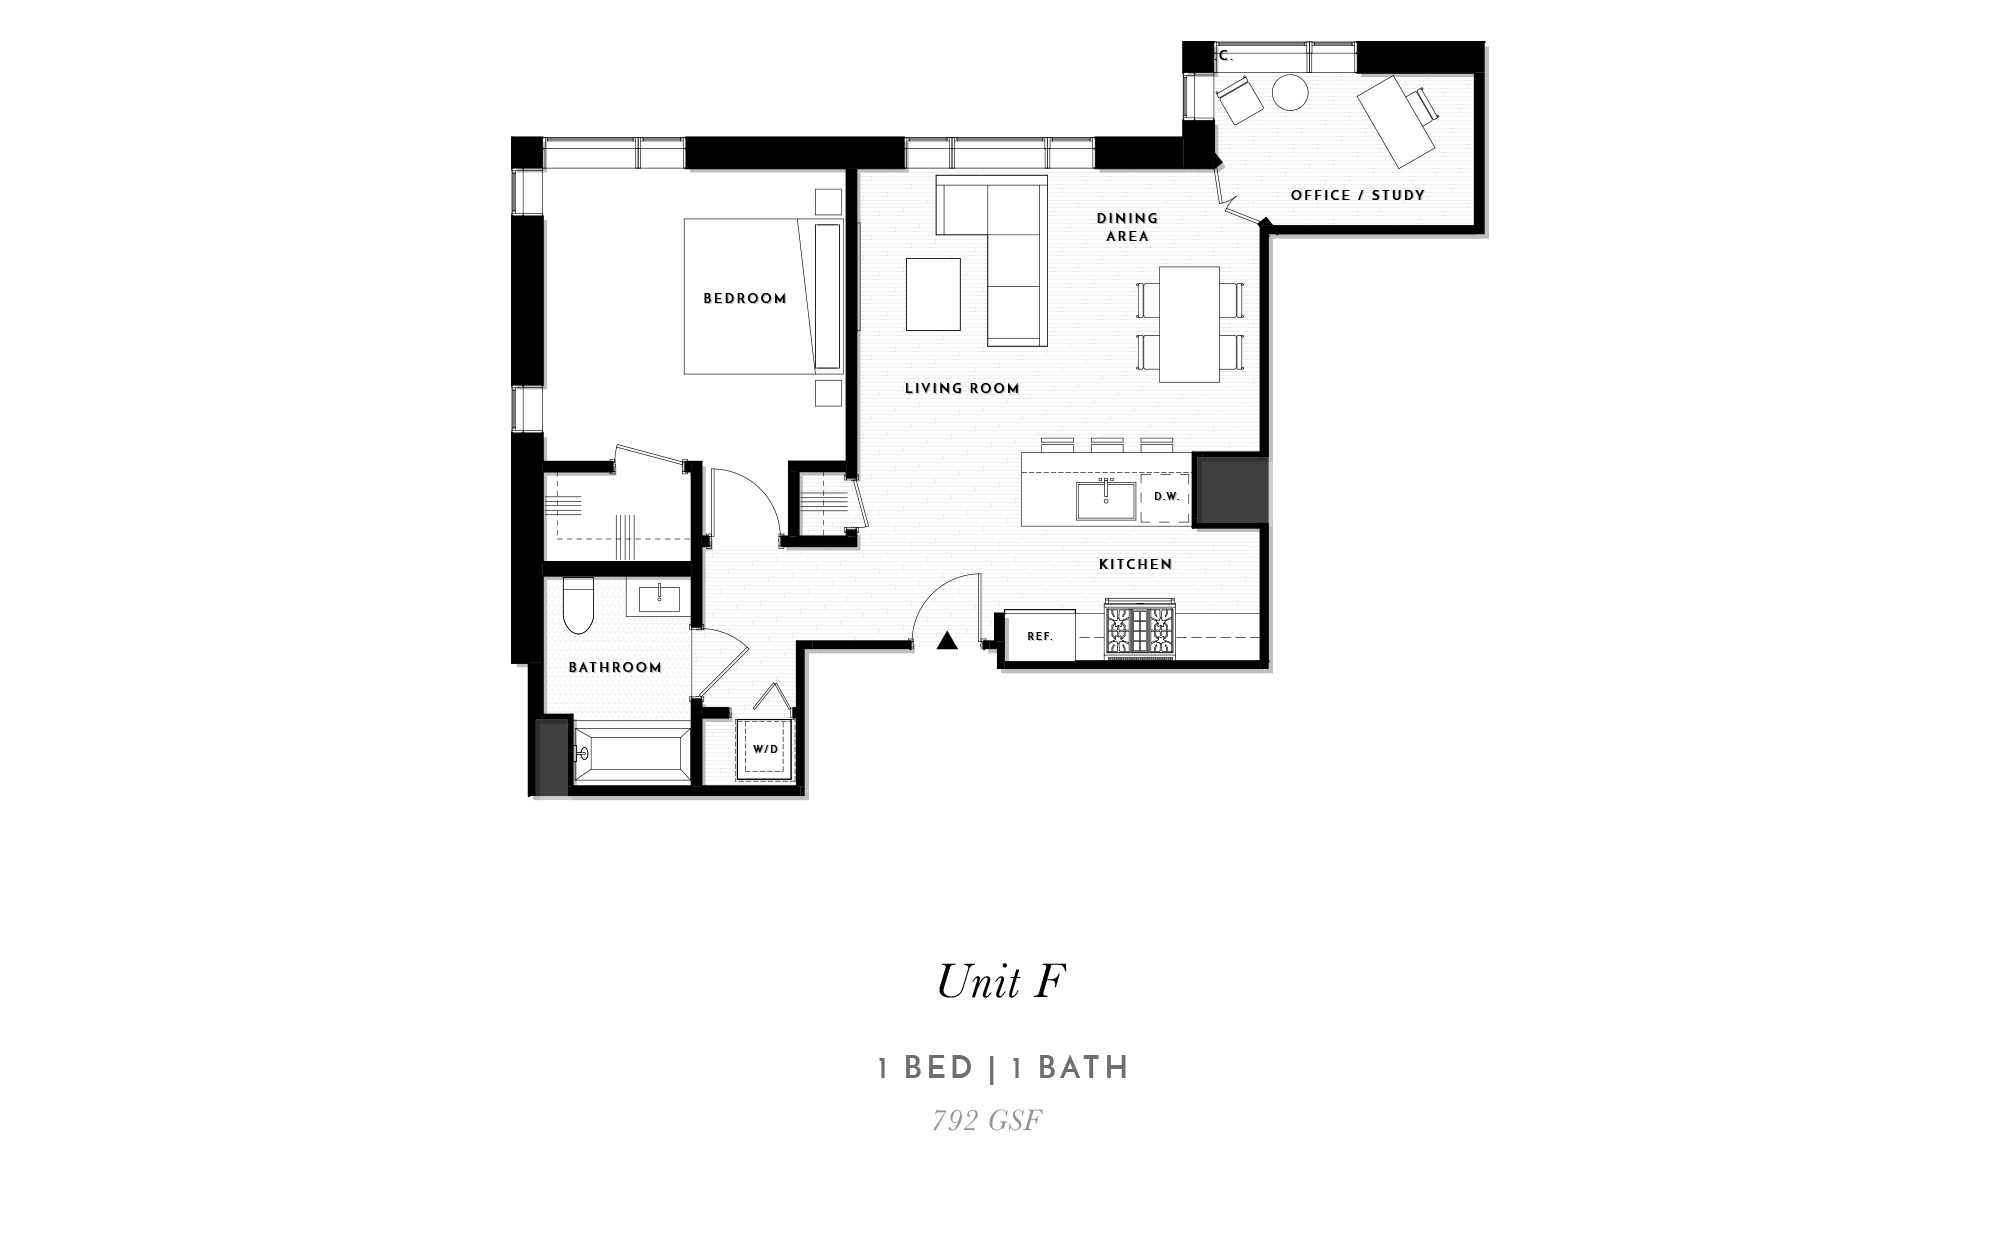 C.
OFFICE / STUDY
DINING
AREA
BEDROOM
LIVING ROOM
D.W.
KITCHEN
REF.
BATHROOM
W/D
Unit F
1 BED | 1 BATH
792 GSF